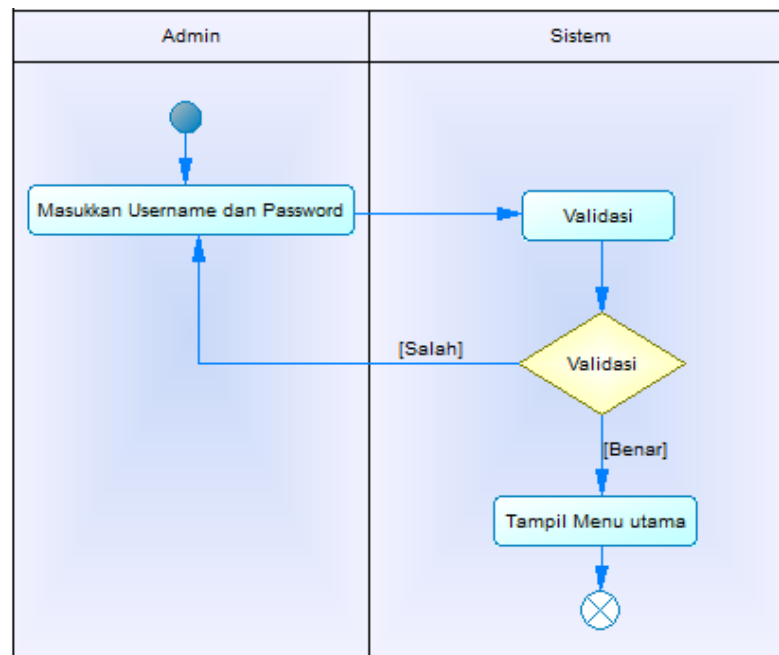 Admin
Sistem
Masukkan Username dan Password
Validasi
[Salah]
Validasi
[Benar]
Tampil Menu utama